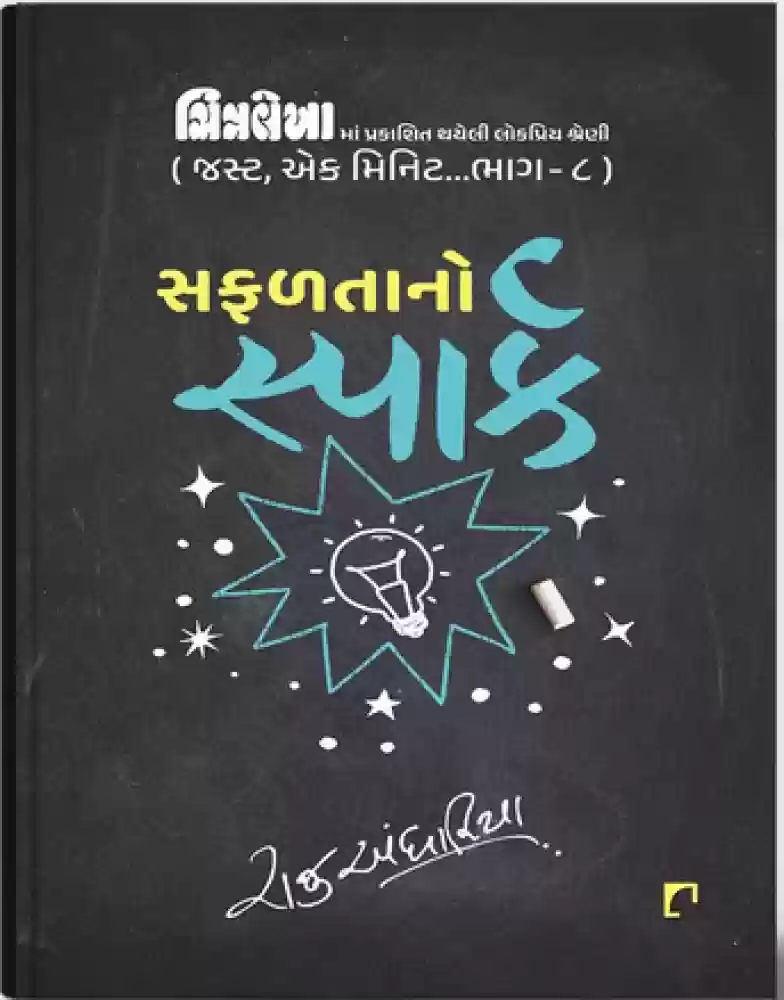 ચિત્રલેખા માં પ્રકાશિત થયેલી લોકપ્રિય શ્રેણી
( જસ્ટ, એક મિનિટ...ભાગ - ૮ )
સફળતાનો
સ્પાર્ક
રાજુ અંધારિયા